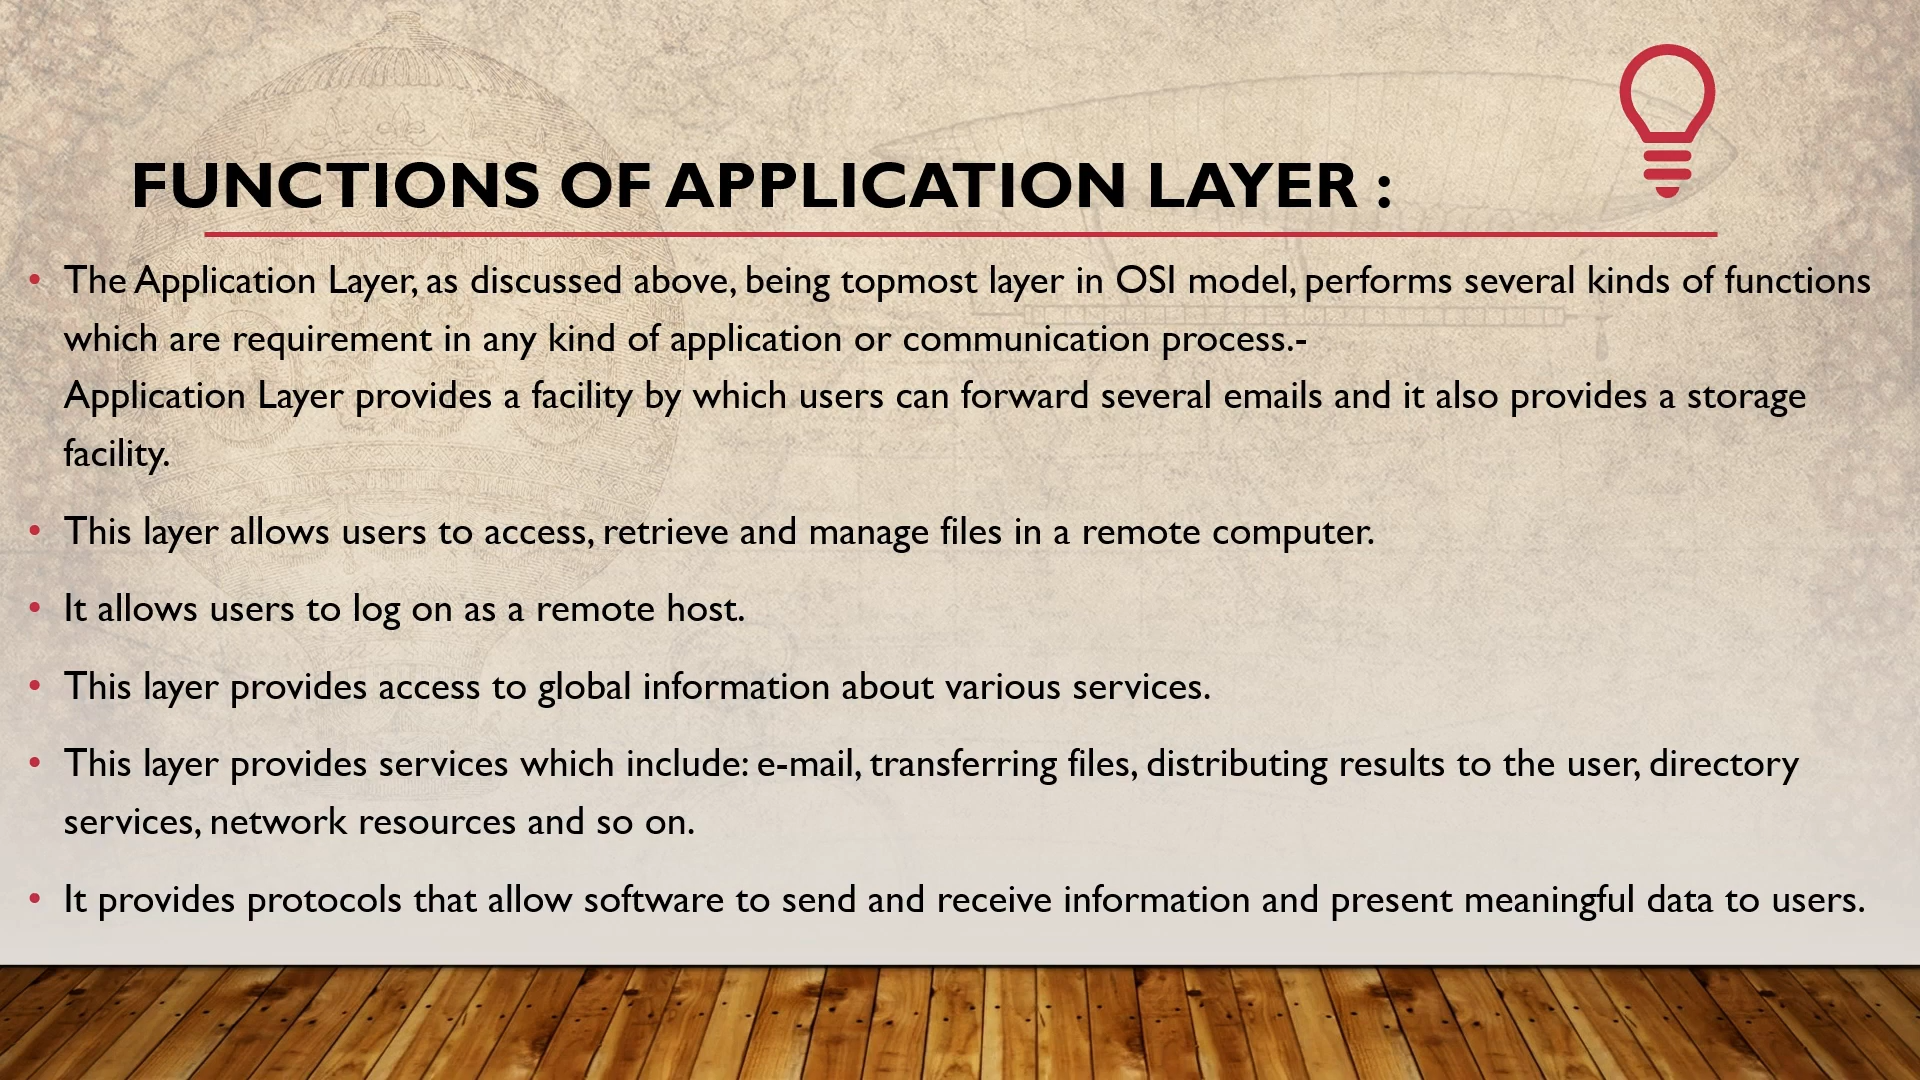 FUNCTIONS OF APPLICATION LAYER :
• The Application Layer, as discussed above, being topmost layer in OSI model, performs several kinds of functions
which are requirement in any kind of application or communication process.-
Application Layer provides a facility by which users can forward several emails and it also provides a storage
facility.
• This layer allows users to access, retrieve and manage files in a remote computer.
• It allows users to log on as a remote host.
• This layer provides access to global information about various services.
• This layer provides services which include: e-mail, transferring files, distributing results to the user, directory
services, network resources and so on.
• It provides protocols that allow software to send and receive information and present meaningful data to users.